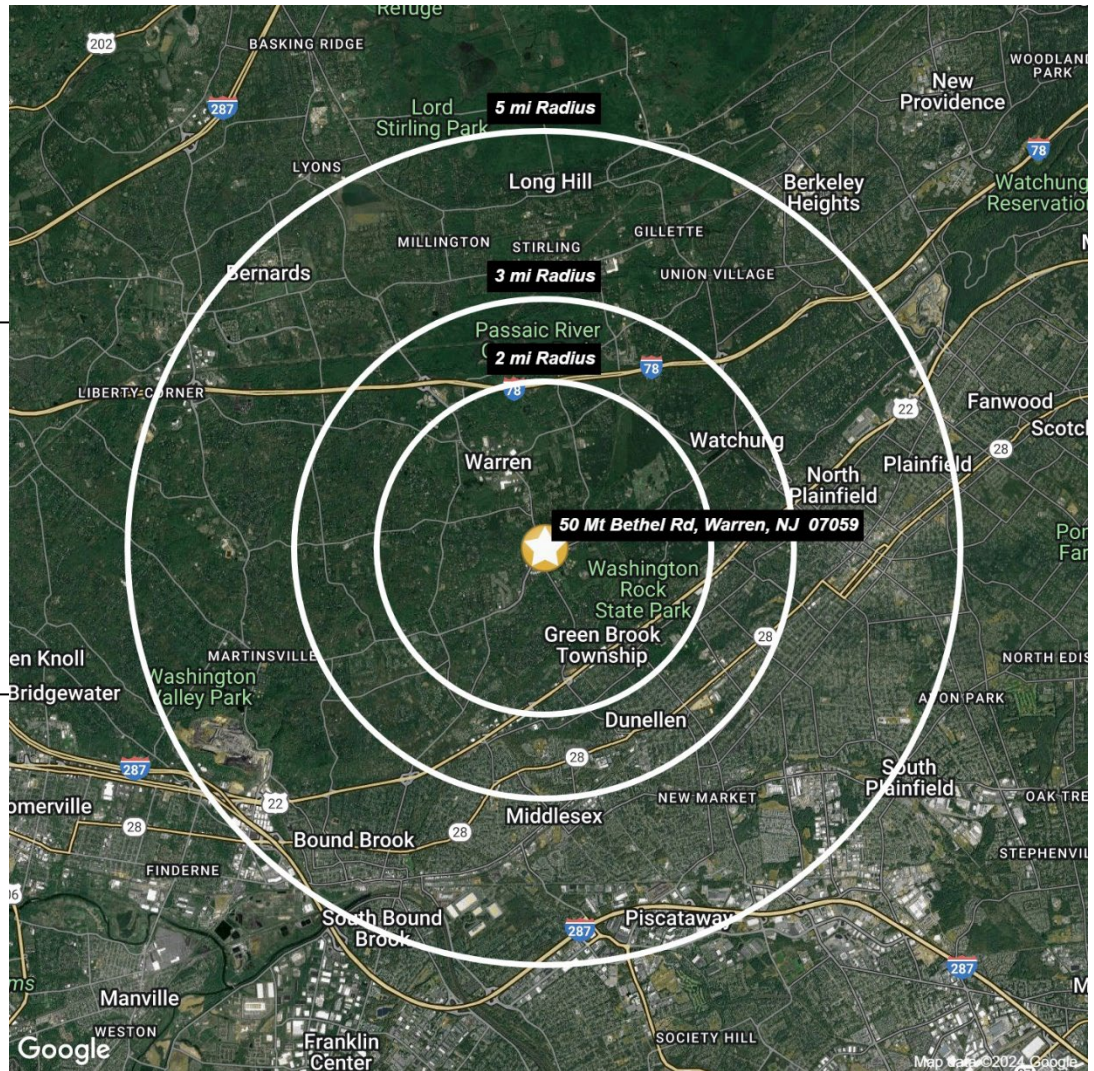 Refuge
202
BASKING RIDGE
WOODLAND
PARK
New
Providence
287
Lord
Stirling Park
5 mi Radius
78
LYONS
Long Hill
Berkeley
Heights
Watchung
Reservation
MILLINGTON
STIRLING
GILLETTE
Bernards
3 mi Radius
UNION VILLAGE
Passaic River
2 mi Radius
78
78
LIBERTY CORNER
22
Fanwood
Scotch
28
Warren
Watchung
North
Plainfield
Plainfield
50 Mt Bethel Rd, Warren, NJ 07059
Washington
Rock
State Park
Green Brook
Township
28
en Knoll
Bridgewater
MARTINSVILLE
Washington
Valley Park
NORTH EDIS
Dunellen
287
28
22
South
Plainfield
NEW MARKET
OAK TRE
omerville
28
Middlesex
28
Bound Brook
FINDERNE
STEPHENVIL
06
South Bound
Brook
287
Piscataway
287
ms
Manville
WESTON
Franklin
Center
SOCIETY HILL
Google
Map data ©2024 Google